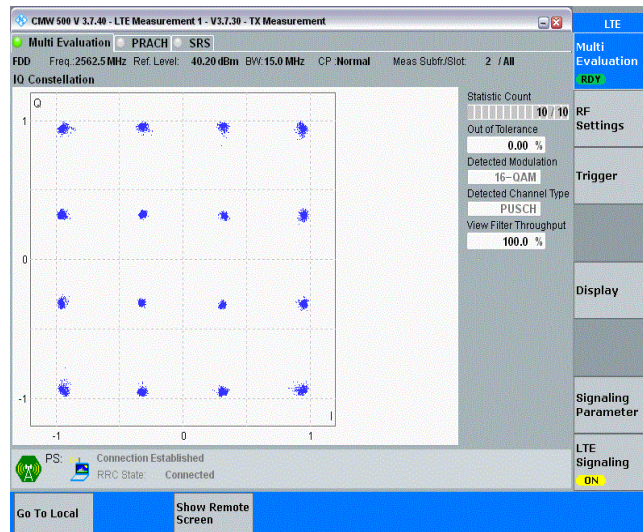 CMW 500 V 3.7.40 - LTE Measurement 1 - V3.7.30 - TX Measurement
LTE
Multi Evaluation PRACH SRS
Multi
Evaluation
RDY
FDD Freq.:2562.5 MHz Ref. Level: 40.20 dBm BW:15.0 MHz CP :Normal Meas Subfr./Slot: 2 / All
IQ Constellation
Q
1
0
-1
-1 0 1
I
Statistic Count
10 / 10
Out of Tolerance
0.00 %
Detected Modulation
16-QAM
Detected Channel Type
PUSCH
View Filter Throughput
100.0 %
RF
Settings
Trigger
Display
Signaling
Parameter
LTE
Signaling
ON
PS: Connection Established
RRC State: Connected
Go To Local
Show Remote
Screen